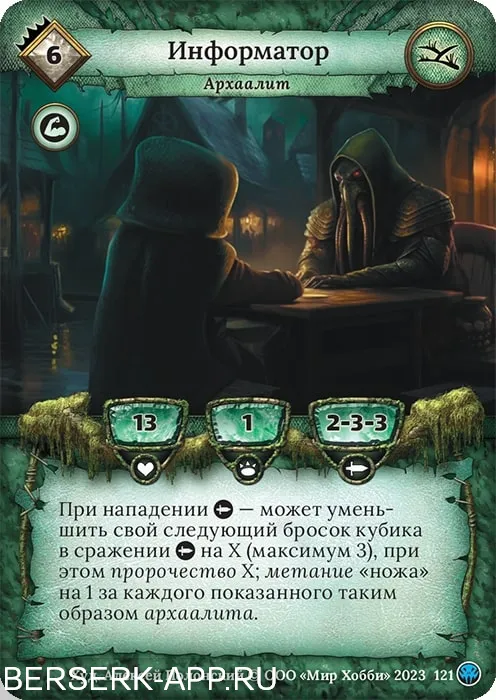 6
Информатор
Архаалит
13
1
2-3-3
При нападении — может умень-
шить свой следующий бросок кубика
в сражении на X (максимум 3), при
этом пророчество X; метание «ножа»
на 1 за каждого показанного таким
образом архаалита.
ООО «Мир Хобби» 2023 121
BERSERK-APP.RU